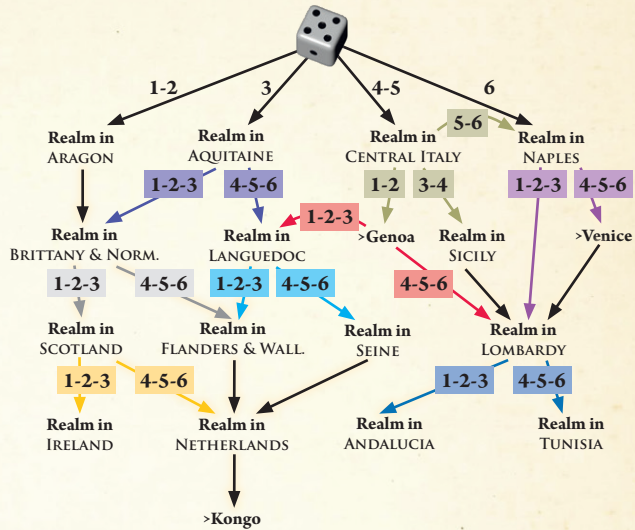 1-2
3
4-5
6
5-6
Realm in
ARAGON
Realm in
AQUITAINE
Realm in
CENTRAL ITALY
Realm in
NAPLES
1-2-3
4-5-6
1-2
3-4
1-2-3
4-5-6
1-2-3
Realm in
BRITTANY & NORM.
Realm in
LANGUEDOC
>Genoa
Realm in
SICILY
>Venice
1-2-3
4-5-6
1-2-3
4-5-6
4-5-6
Realm in
SCOTLAND
Realm in
FLANDERS & WALL.
Realm in
SEINE
Realm in
LOMBARDY
1-2-3
4-5-6
1-2-3
4-5-6
Realm in
IRELAND
Realm in
NETHERLANDS
Realm in
ANDALUCIA
Realm in
TUNISIA
>Kongo